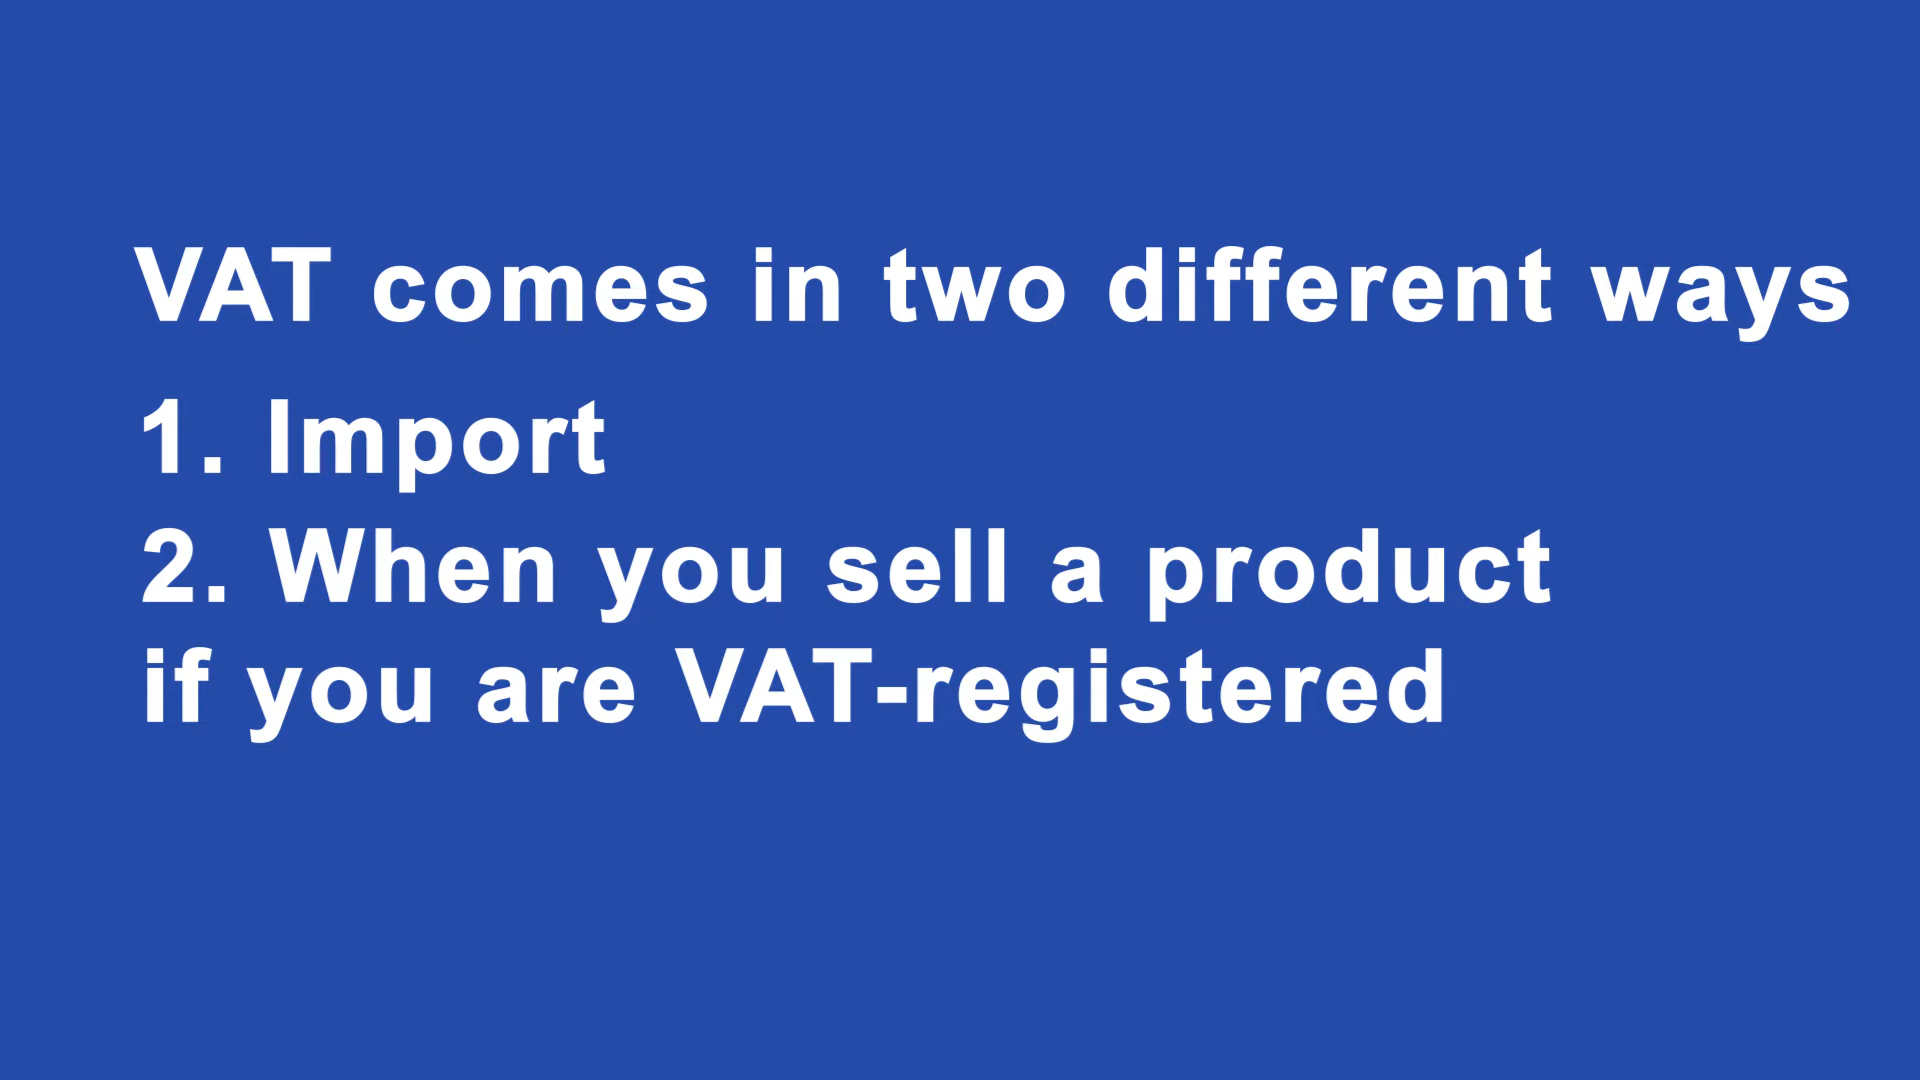 VAT comes in two different ways
1. Import
2. When you sell a product
if you are VAT-registered